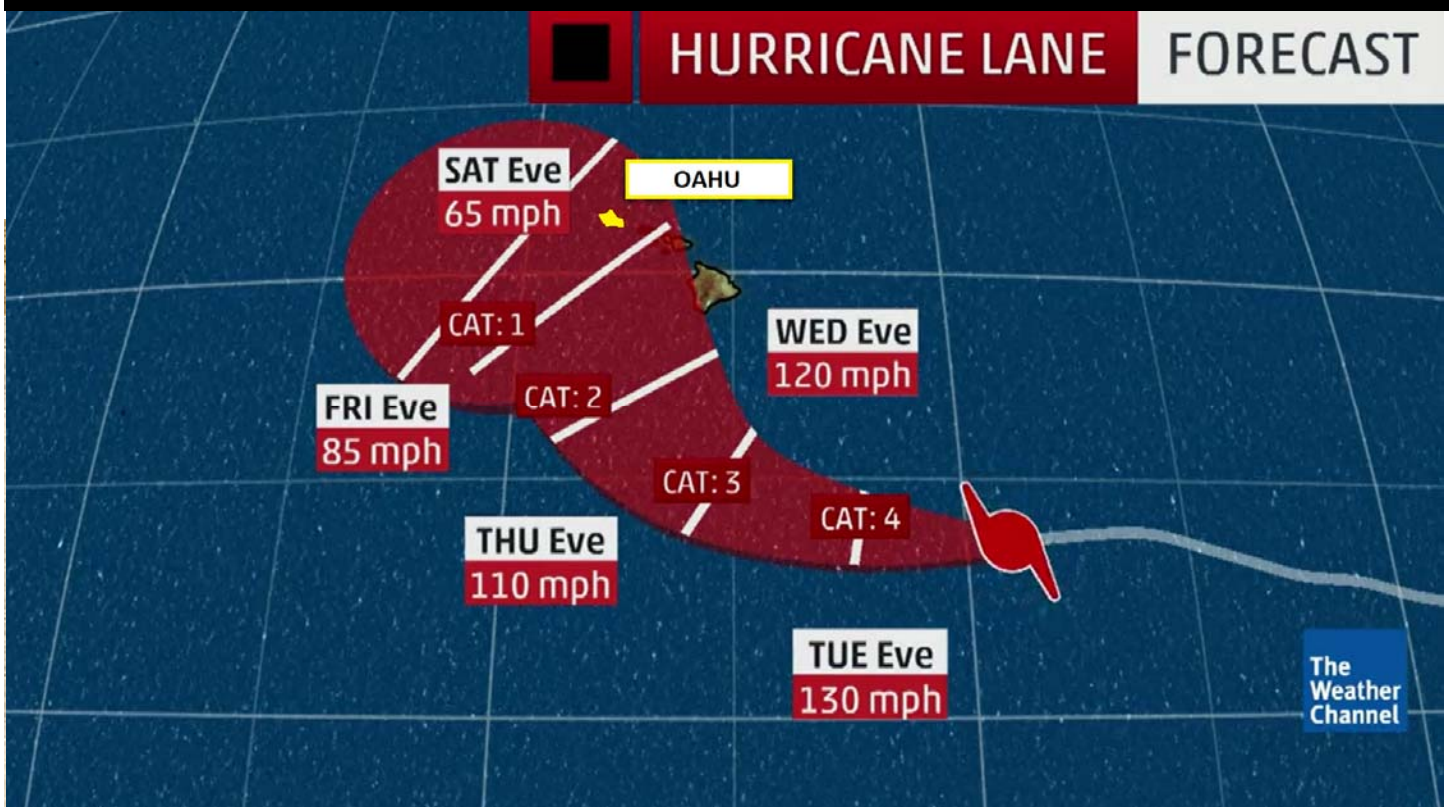 HURRICANE LANE FORECAST
SAT Eve
65 mph
OAHU
CAT: 1
WED Eve
120 mph
CAT: 2
FRI Eve
85 mph
CAT: 3
CAT: 4
THU Eve
110 mph
TUE Eve
130 mph
The
Weather
Channel